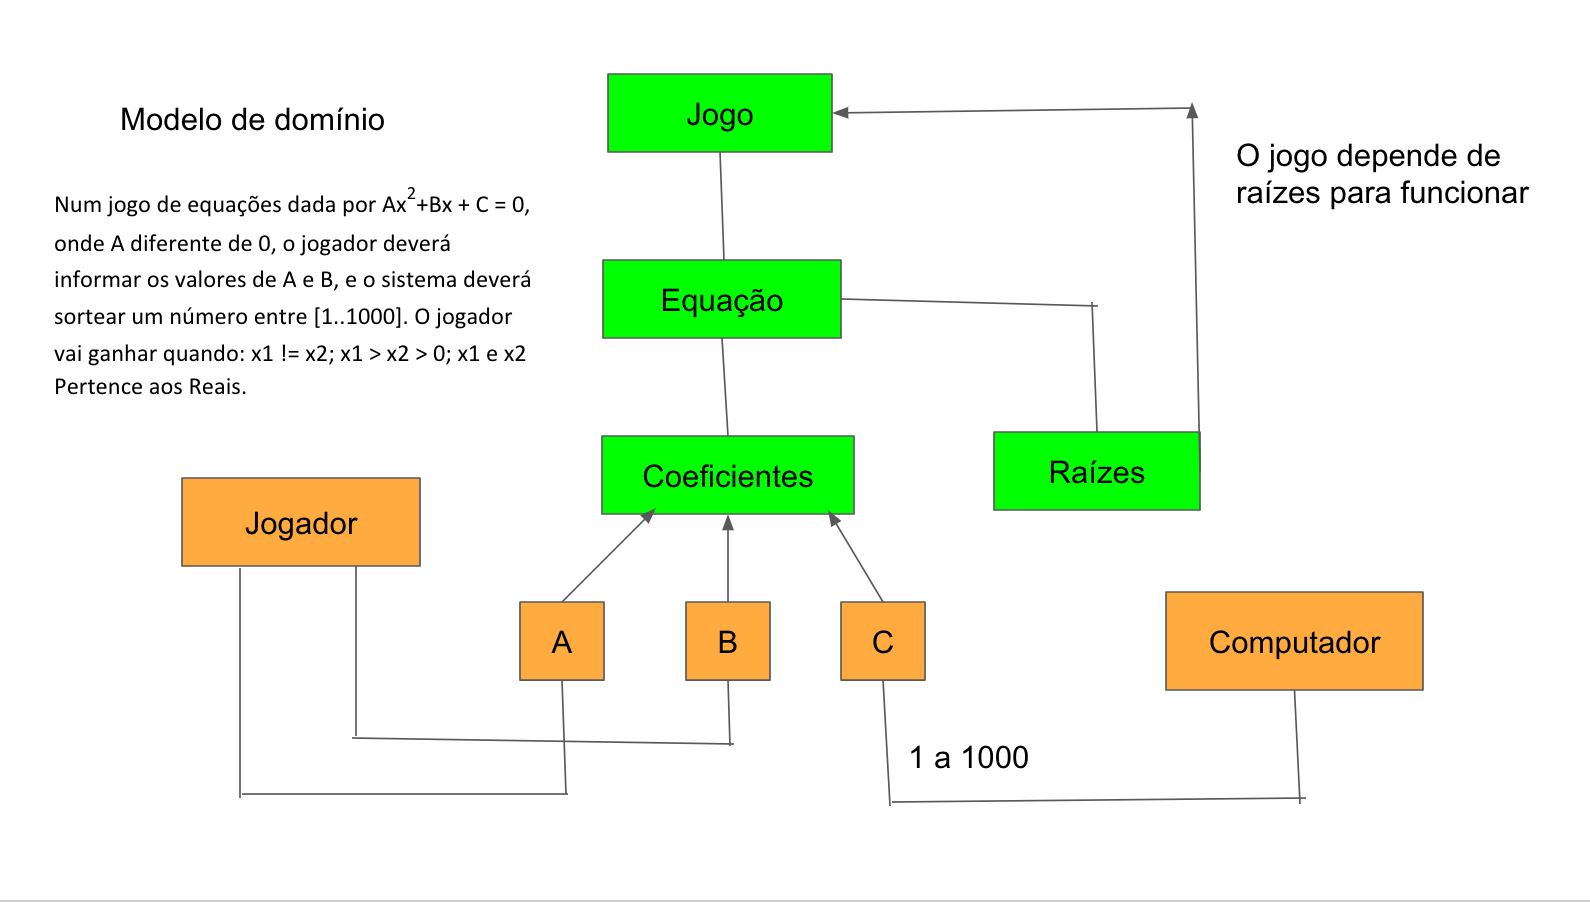 Modelo de domínio
Num jogo de equações dada por Ax²+Bx + C = 0,
onde A diferente de 0, o jogador deverá
informar os valores de A e B, e o sistema deverá
sortear um número entre [1..1000]. O jogador
vai ganhar quando: x1 != x2; x1 > x2 > 0; x1 e x2
Pertence aos Reais.
Jogo
O jogo depende de
raízes para funcionar
Equação
Coeficientes
Raízes
Jogador
A
B
C
Computador
1 a 1000